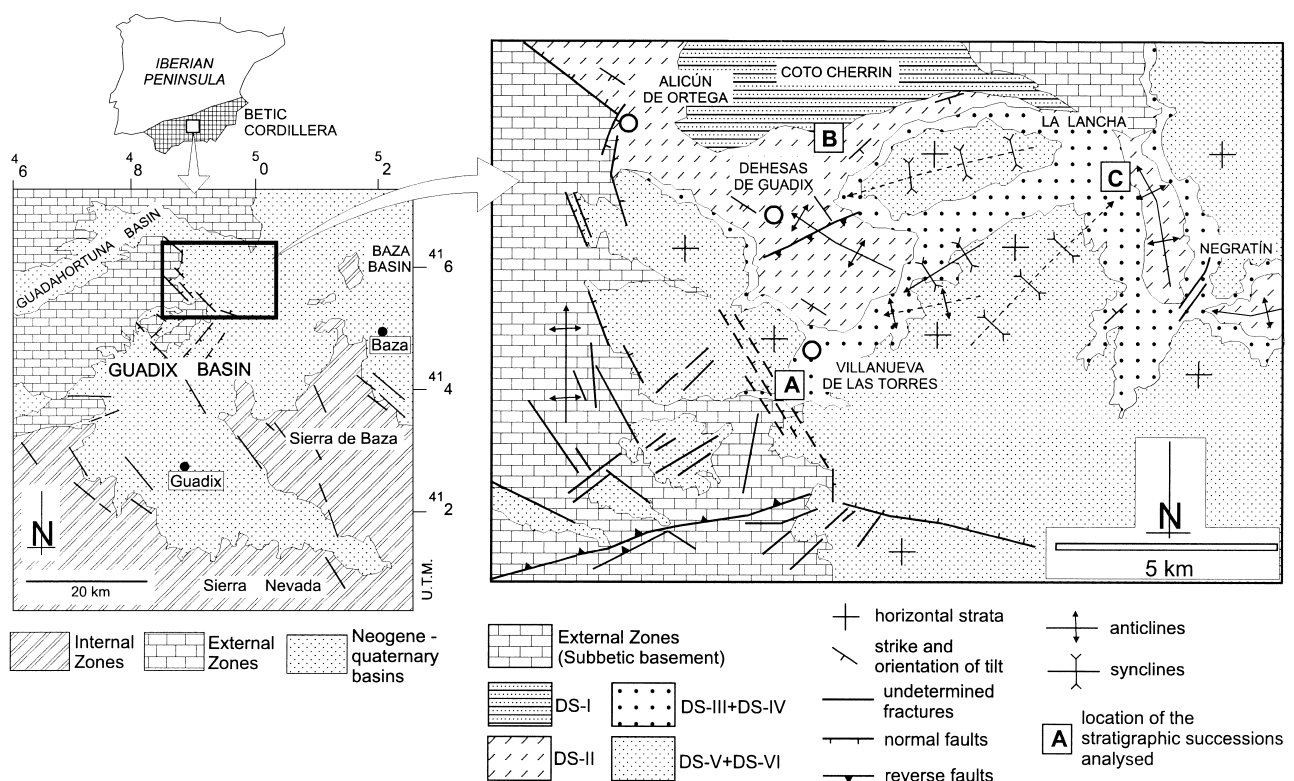 IBERIAN
PENINSULA
BETIC
CORDILLERA
4
4
5
5
6
8
0
2
GUADAHORTUNA BASIN
BAZA
BASIN
41
6
Baza
GUADIX BASIN
41
4
Sierra de Baza
Guadix
41
2
N
20 km
Sierra Nevada
U.T.M.
Internal
Zones
External
Zones
Neogene -
quaternary
basins
COTO CHERRIN
ALICÚN
DE ORTEGA
LA LANCHA
B
DEHESAS
DE GUADIX
C
NEGRATÍN
VILLANUEVA
DE LAS TORRES
A
N
5 km
External Zones
(Subbetic basement)
DS-I
DS-III+DS-IV
DS-II
DS-V+DS-VI
horizontal strata
strike and
orientation of tilt
undetermined
fractures
normal faults
reverse faults
anticlines
synclines
A
location of the
stratigraphic successions
analysed